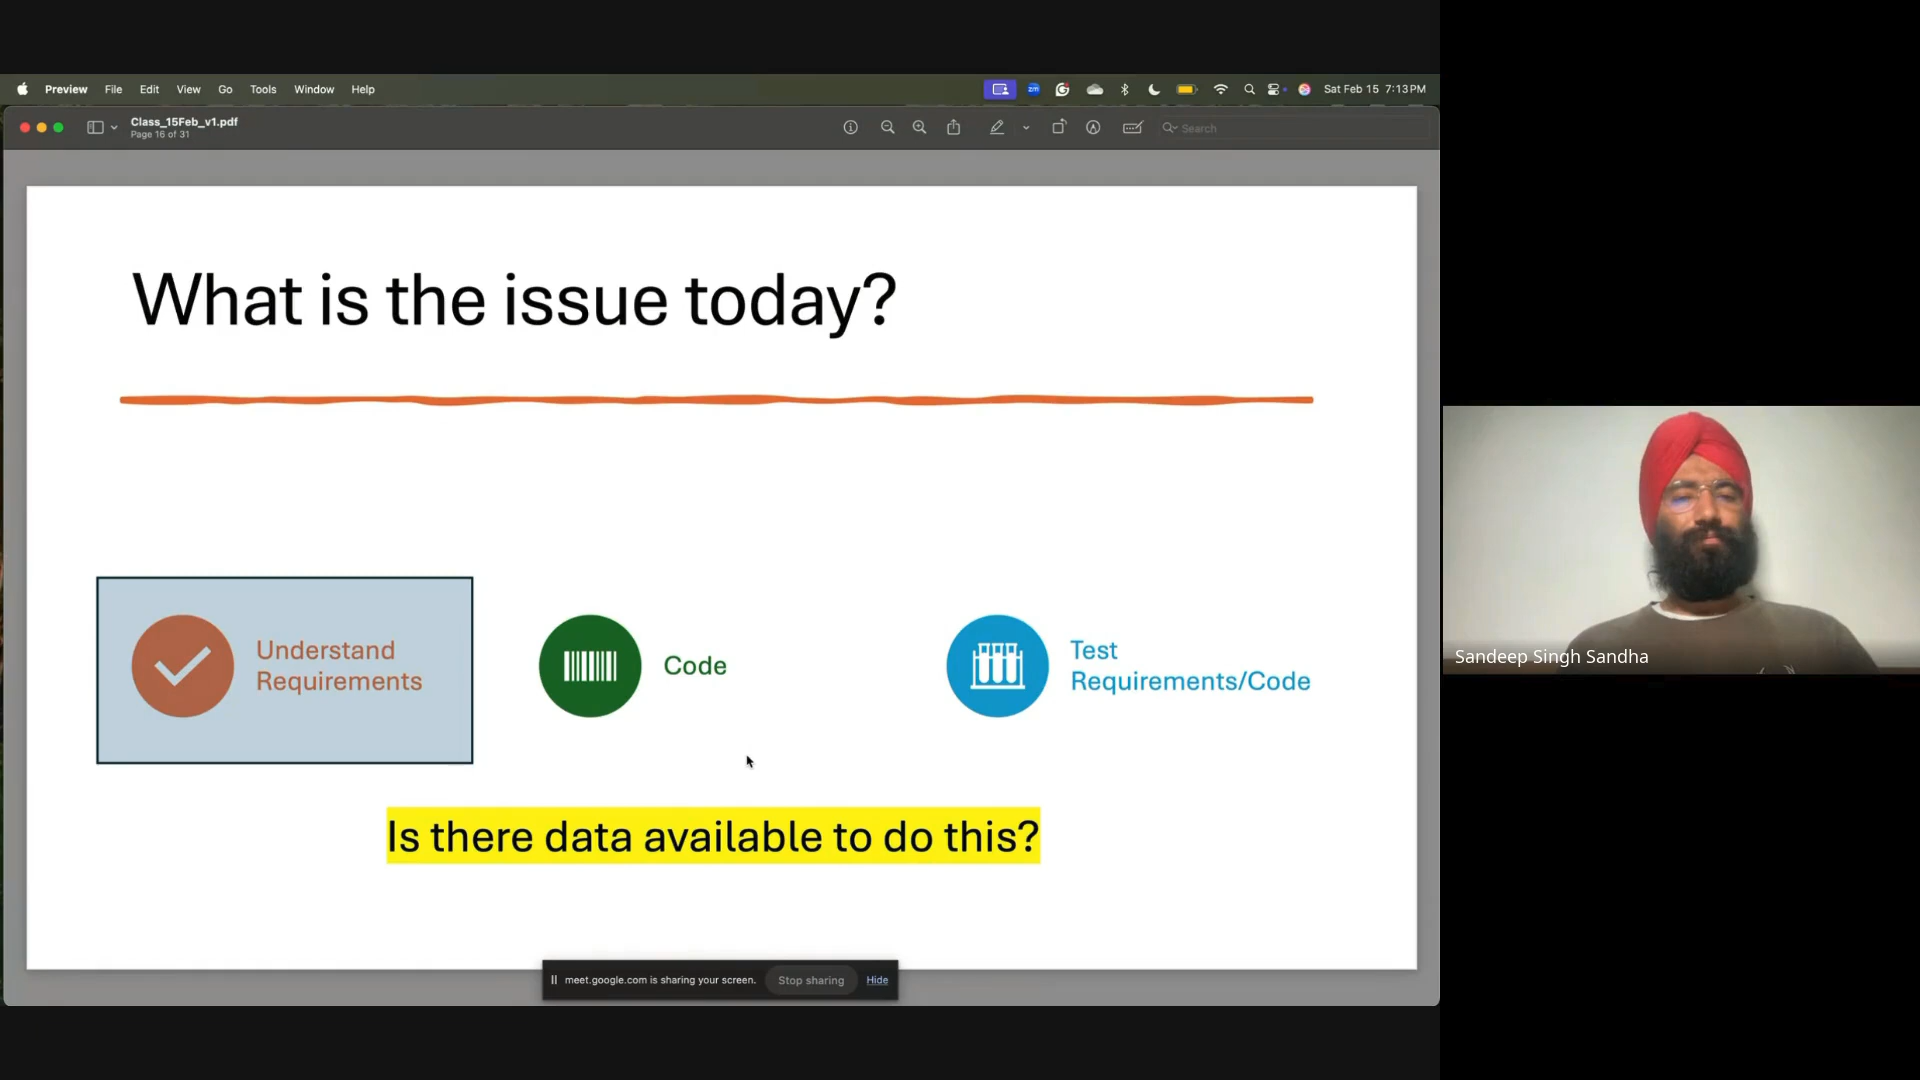 Preview File Edit View Go Tools Window Help
zm
Sat Feb 15 7:13PM
Class_15Feb_v1.pdf
Page 16 of 31
Search
What is the issue today?
Understand
Requirements
Code
Test
Requirements/Code
Is there data available to do this?
meet.google.com is sharing your screen. Stop sharing Hide
Sandeep Singh Sandha